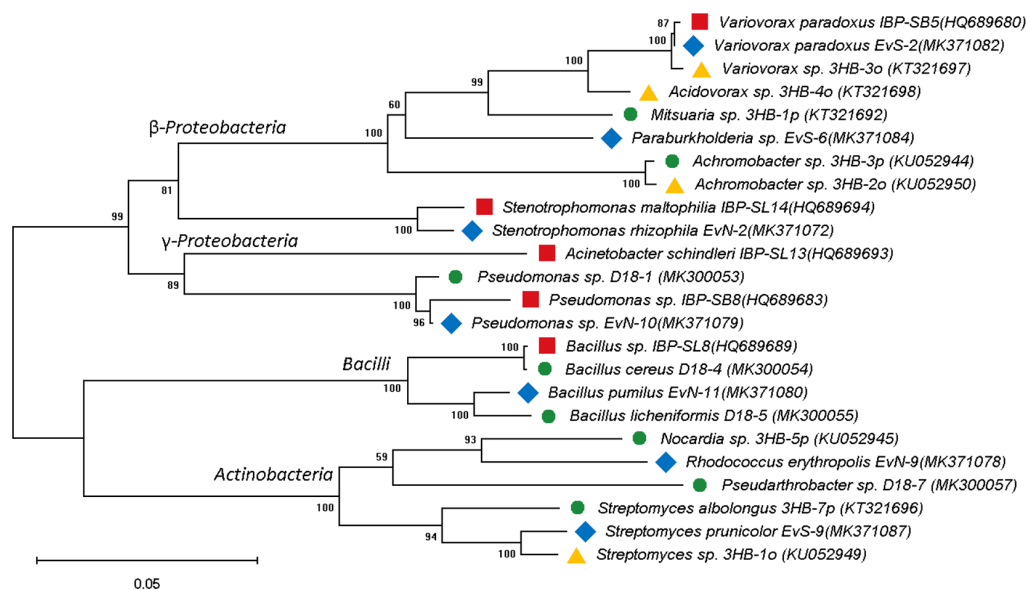 87
Variovorax paradoxus IBP-SB5(HQ689680)
100
Variovorax paradoxus EvS-2(MK371082)
100
Variovorax sp. 3HB-3o (KT321697)
99
Acidovorax sp. 3HB-4o (KT321698)
60
Mitsuaria sp. 3HB-1p (KT321692)
β-Proteobacteria
100
Paraburkholderia sp. EvS-6(MK371084)
Achromobacter sp. 3HB-3p (KU052944)
81
100
Achromobacter sp. 3HB-2o (KU052950)
99
Stenotrophomonas maltophilia IBP-SL14(HQ689694)
100
Stenotrophomonas rhizophila EvN-2(MK371072)
γ-Proteobacteria
Acinetobacter schindleri IBP-SL13(HQ689693)
89
Pseudomonas sp. D18-1 (MK300053)
100
Pseudomonas sp. IBP-SB8(HQ689683)
96
Pseudomonas sp. EvN-10(MK371079)
100
Bacillus sp. IBP-SL8(HQ689689)
Bacilli
Bacillus cereus D18-4 (MK300054)
100
Bacillus pumilus EvN-11(MK371080)
100
Bacillus licheniformis D18-5 (MK300055)
93
Nocardia sp. 3HB-5p (KU052945)
59
Rhodococcus erythropolis EvN-9(MK371078)
Actinobacteria
Pseudarthrobacter sp. D18-7 (MK300057)
100
Streptomyces albolongus 3HB-7p (KT321696)
94
Streptomyces prunicolor EvS-9(MK371087)
100
Streptomyces sp. 3HB-1o (KU052949)
0.05